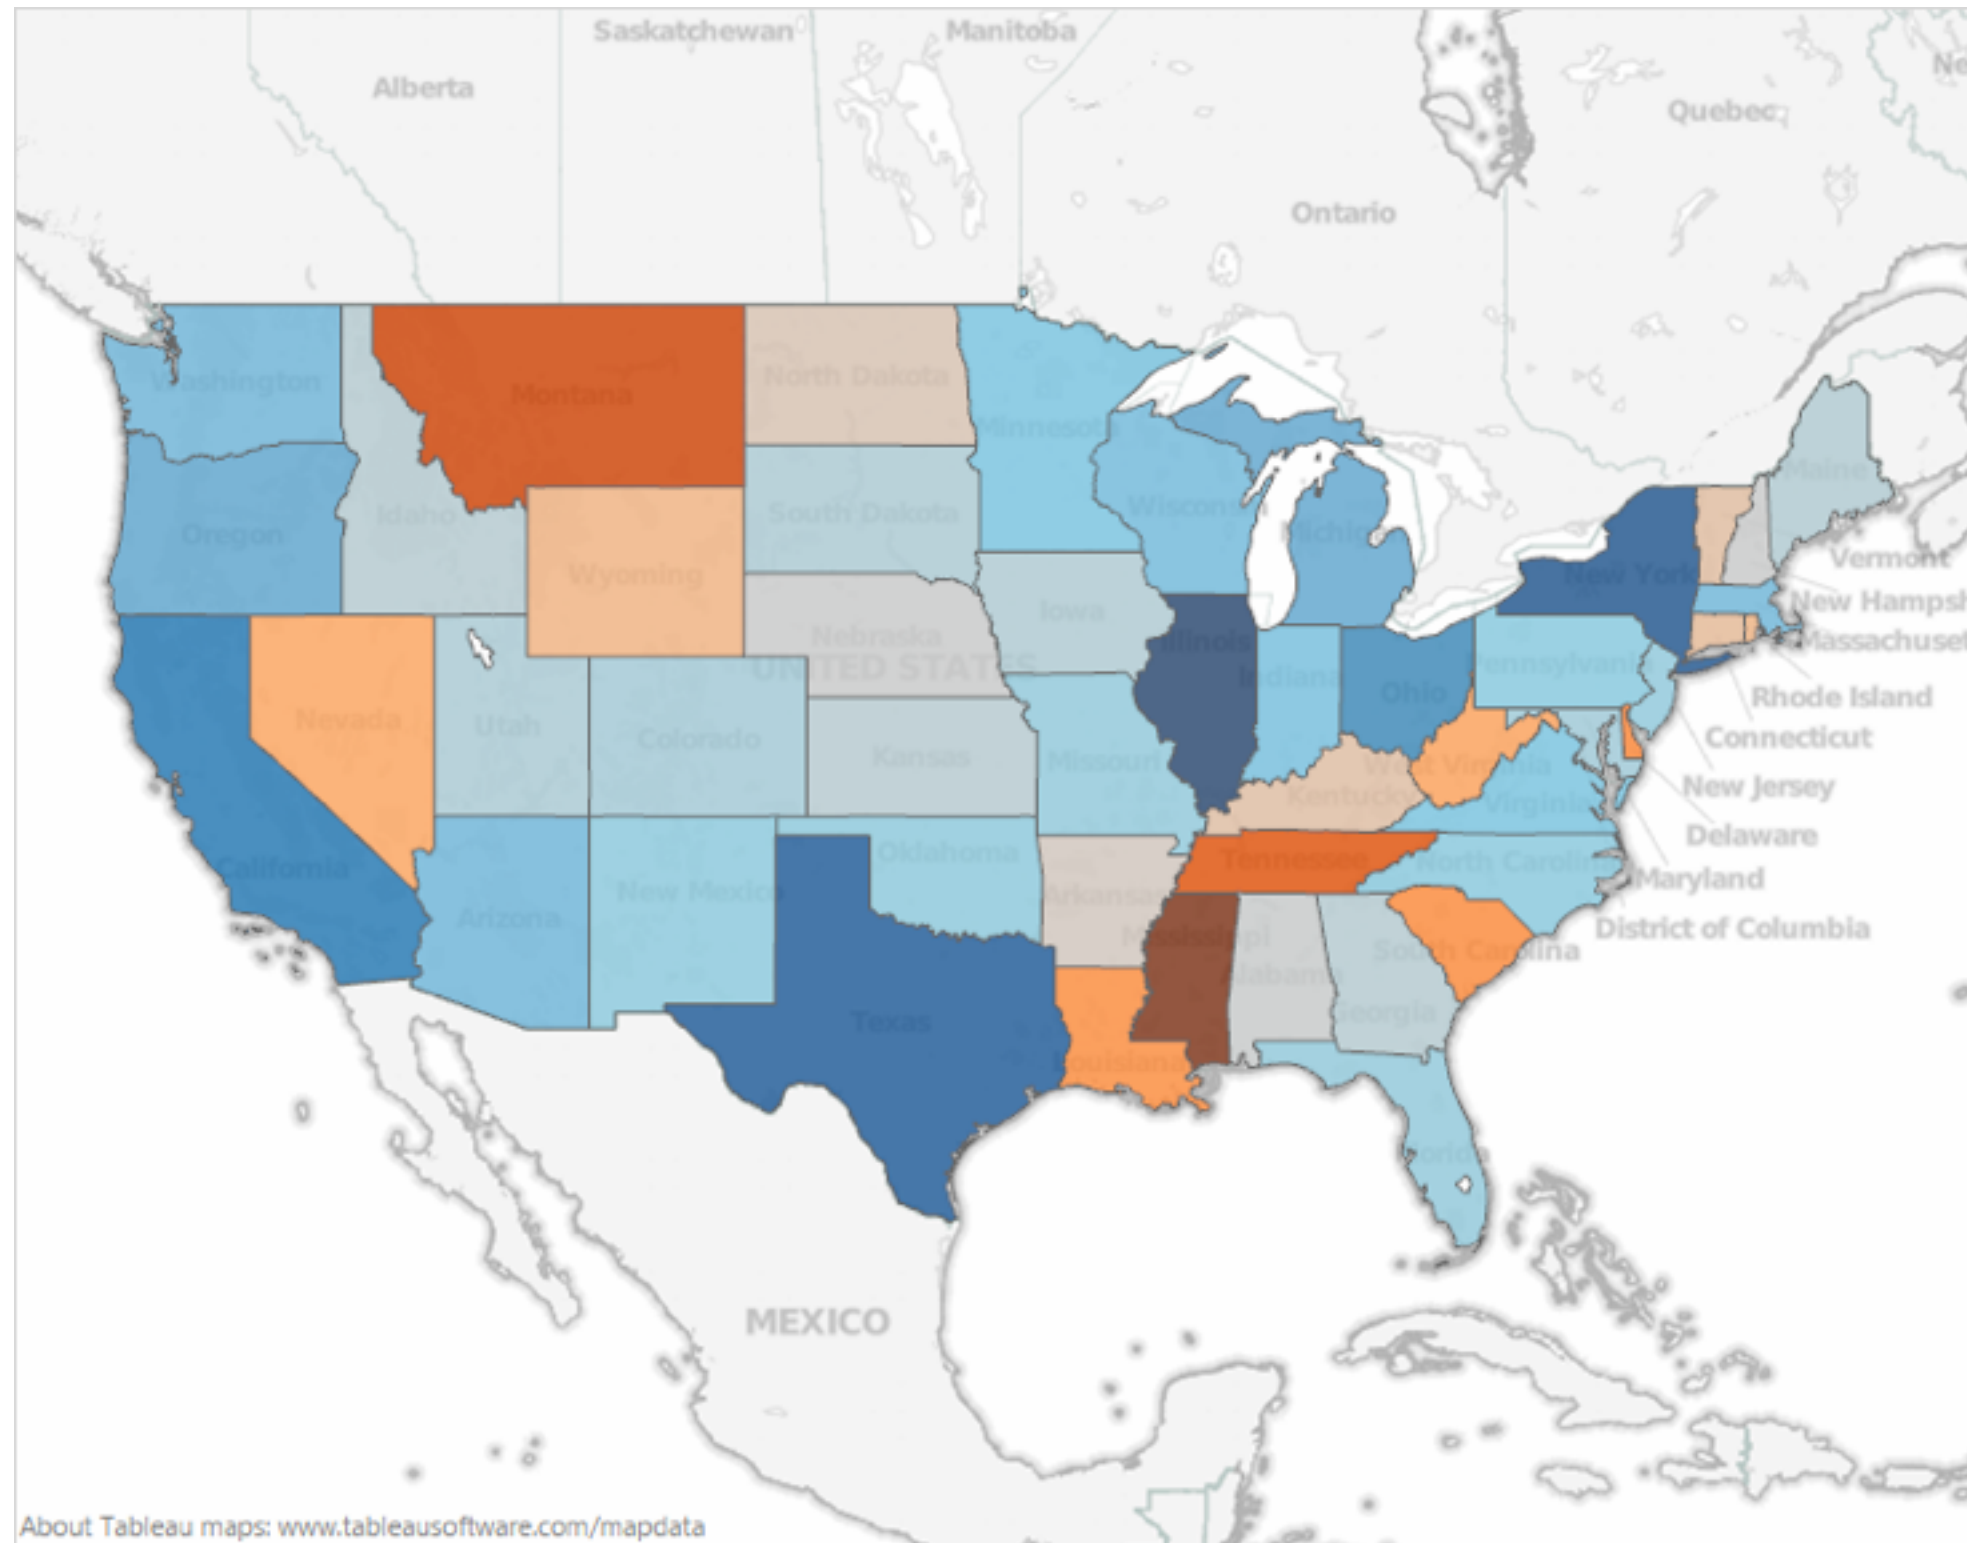 Saskatchewan
Manitoba
Ne
Alberta
Quebec
Ontario
Washington
Montana
North Dakota
Minnesota
Maine
Idaho
South Dakota
Wisconsin
Oregon
Michigan
Vermont
Wyoming
New York
New Hampsh
Iowa
Nebraska
Illinois
Massachuset
UNITED STATES
Pennsylvania
Indiana
Ohio
Rhode Island
Nevada
Utah
Colorado
Connecticut
Kansas
Missouri
West Virginia
New Jersey
Kentucky
Virginia
Delaware
Oklahoma
Tennessee
North Carolina
California
Maryland
New Mexico
Arkansas
Arizona
District of Columbia
Mississippi
South Carolina
Alabama
Georgia
Texas
Louisiana
Florida
MEXICO
About Tableau maps: www.tableausoftware.com/mapdata